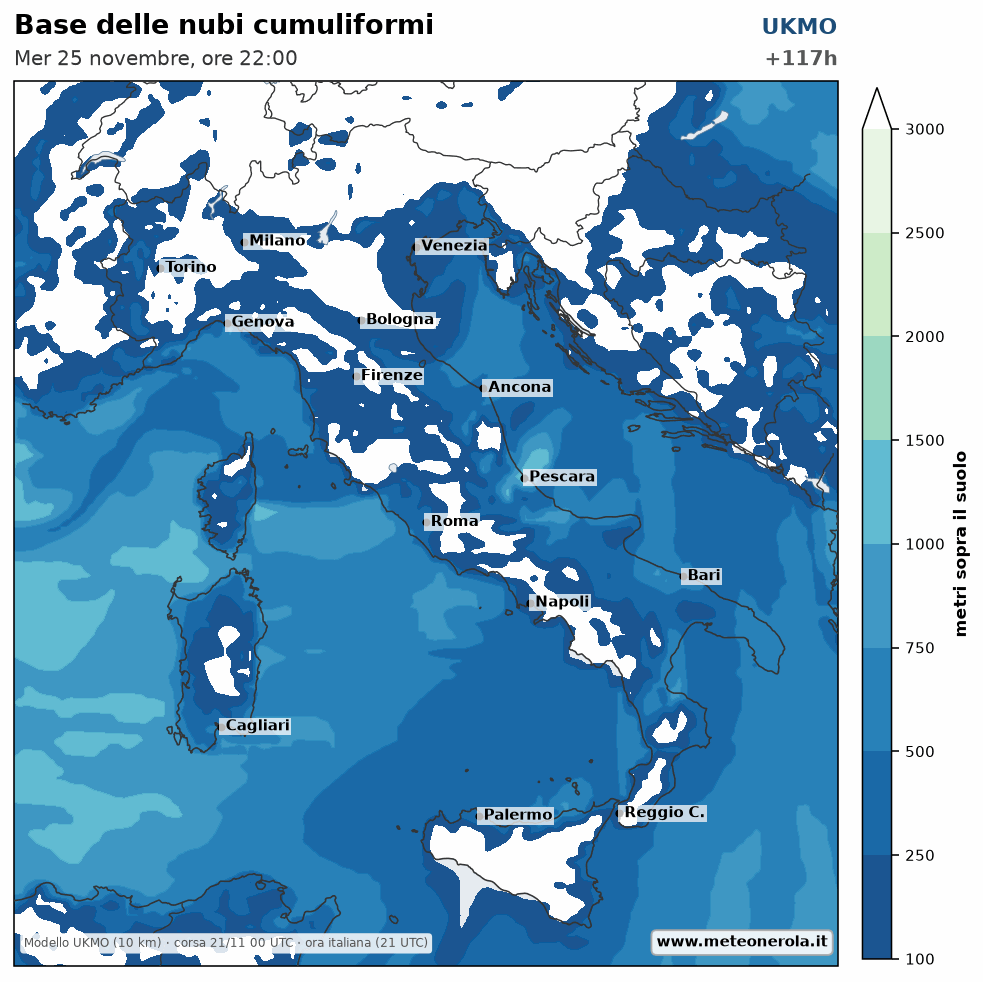 Base delle nubi cumuliformi
UKMO
Mer 25 novembre, ore 22:00
+117h
Milano
Venezia
Torino
Genova
Bologna
Firenze
Ancona
Pescara
Roma
Bari
Napoli
Cagliari
Palermo
Reggio C.
3000
2500
2000
1500
1000
750
500
250
100
metri sopra il suolo
Modello UKMO (10 km) · corsa 21/11 00 UTC · ora italiana (21 UTC)
www.meteonerola.it